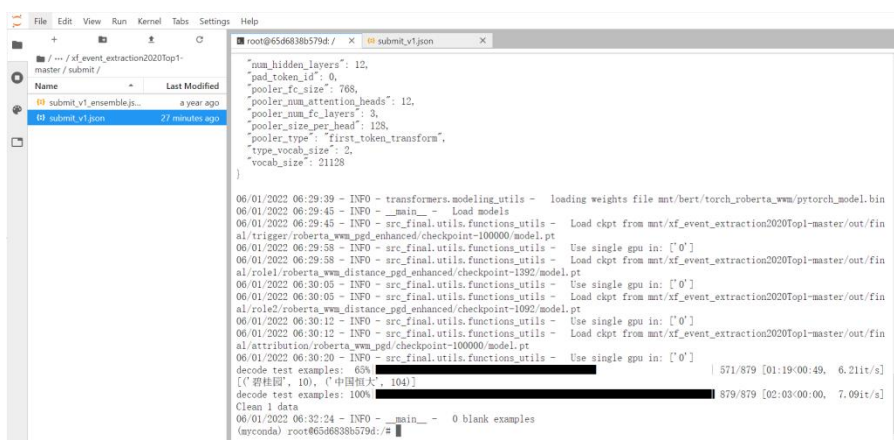 File Edit View Run Kernel Tabs Settings Help
/ ··· / xf_event_extraction2020Top1-
master / submit /
Name
Last Modified
submit_v1_ensemble.js...
a year ago
submit_v1.json
27 minutes ago
root@65d6838b579d: /
submit_v1.json
"num_hidden_layers": 12,
"pad_token_id": 0,
"pooler_fc_size": 768,
"pooler_num_attention_heads": 12,
"pooler_num_fc_layers": 3,
"pooler_size_per_head": 128,
"pooler_type": "first_token_transform",
"type_vocab_size": 2,
"vocab_size": 21128
}
06/01/2022 06:29:39 - INFO - transformers.modeling_utils - loading weights file mnt/bert/torch_roberta_wwm/pytorch_model.bin
06/01/2022 06:29:45 - INFO - __main__ - Load models
06/01/2022 06:29:45 - INFO - src_final.utils.functions_utils - Load ckpt from mnt/xf_event_extraction2020Top1-master/out/fin
al/trigger/roberta_wwm_pgd_enhanced/checkpoint-100000/model.pt
06/01/2022 06:29:58 - INFO - src_final.utils.functions_utils - Use single gpu in: ['0']
06/01/2022 06:29:58 - INFO - src_final.utils.functions_utils - Load ckpt from mnt/xf_event_extraction2020Top1-master/out/fin
al/role1/roberta_wwm_distance_pgd_enhanced/checkpoint-1392/model.pt
06/01/2022 06:30:05 - INFO - src_final.utils.functions_utils - Use single gpu in: ['0']
06/01/2022 06:30:05 - INFO - src_final.utils.functions_utils - Load ckpt from mnt/xf_event_extraction2020Top1-master/out/fin
al/role2/roberta_wwm_distance_pgd_enhanced/checkpoint-1092/model.pt
06/01/2022 06:30:12 - INFO - src_final.utils.functions_utils - Use single gpu in: ['0']
06/01/2022 06:30:12 - INFO - src_final.utils.functions_utils - Load ckpt from mnt/xf_event_extraction2020Top1-master/out/fin
al/attribution/roberta_wwm_pgd/checkpoint-100000/model.pt
06/01/2022 06:30:20 - INFO - src_final.utils.functions_utils - Use single gpu in: ['0']
decode test examples: 65%| | 571/879 [01:19<00:49, 6.21it/s]
[('碧桂园', 10), ('中国恒大', 104)]
decode test examples: 100%| | 879/879 [02:03<00:00, 7.09it/s]
Clean 1 data
06/01/2022 06:32:24 - INFO - __main__ - 0 blank examples
(myconda) root@65d6838b579d:/#